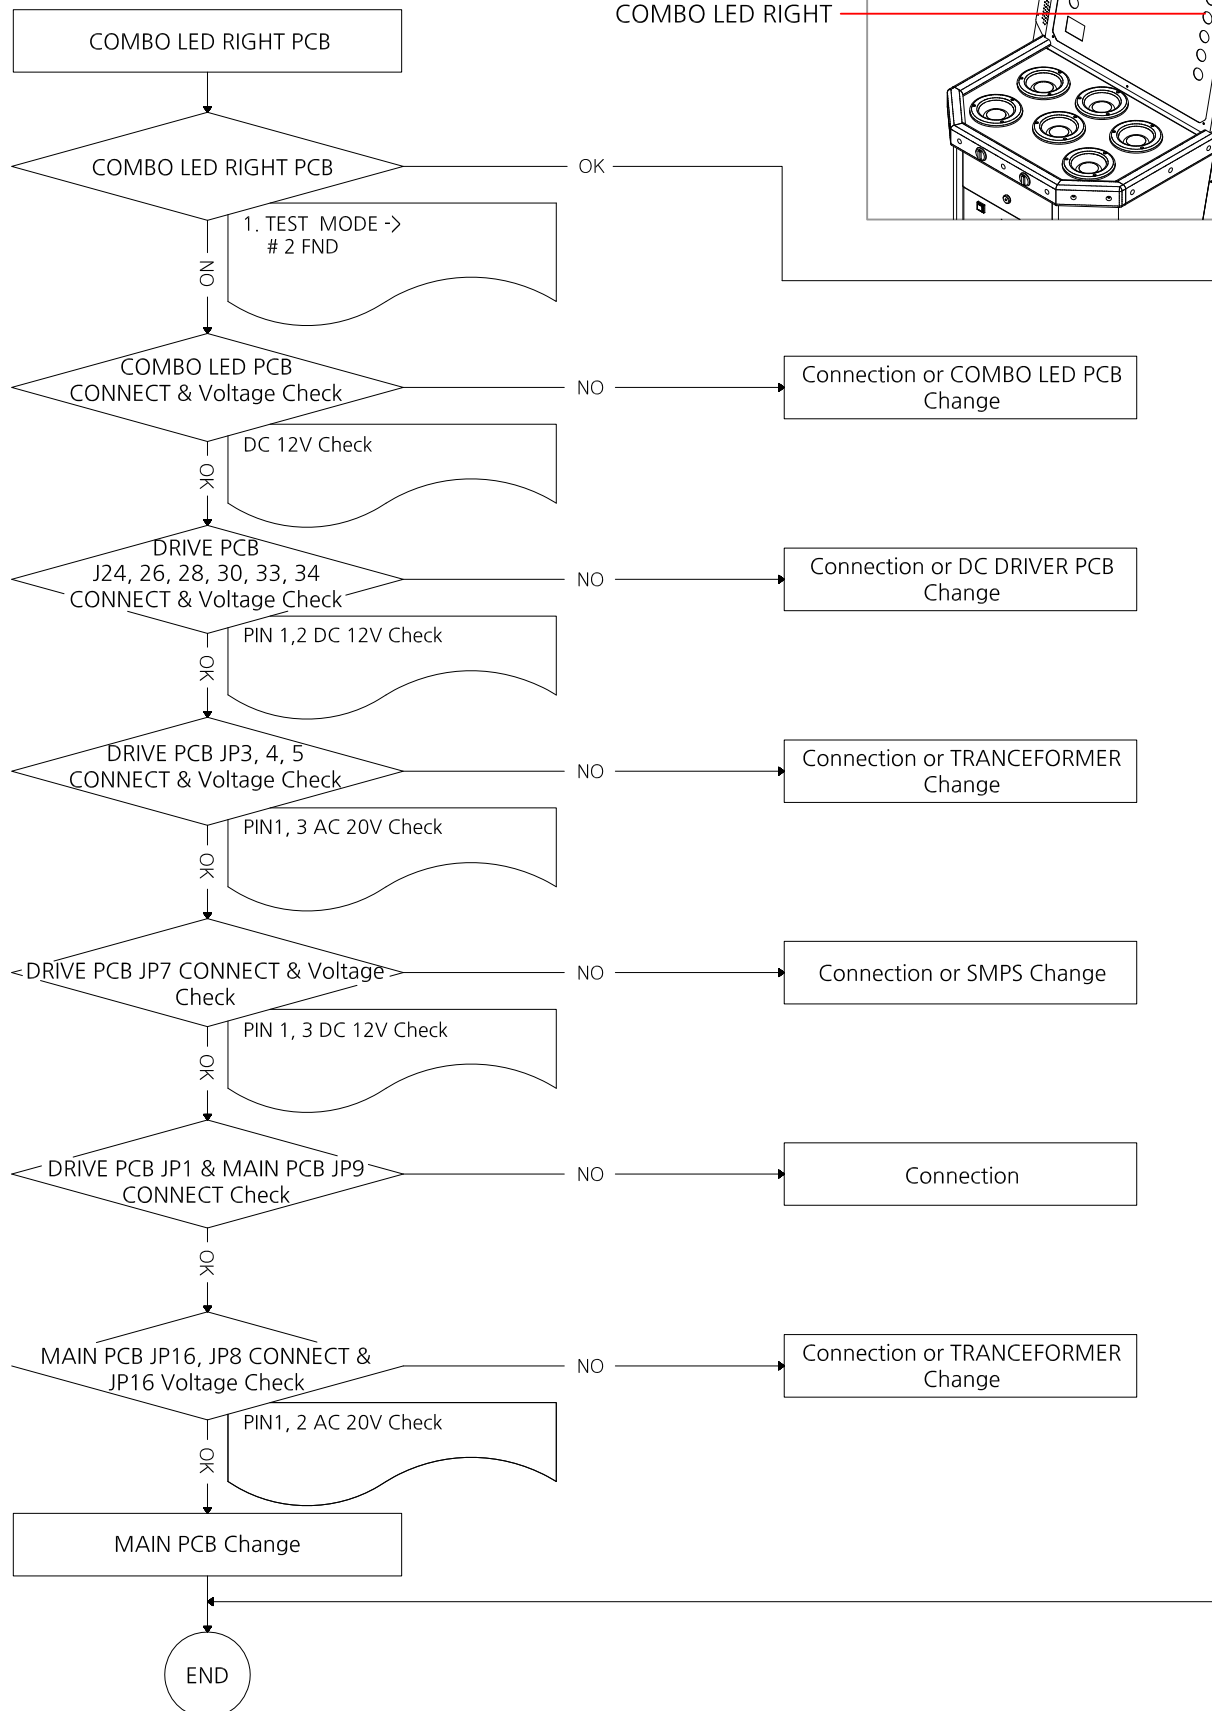 COMBO LED RIGHT
COMBO LED RIGHT PCB
COMBO LED RIGHT PCB
OK
1. TEST  MODE ->
# 2 FND
NO
COMBO LED PCB
CONNECT & Voltage Check
NO
Connection or COMBO LED PCB
Change
DC 12V Check
OK
DRIVE PCB
J24, 26, 28, 30, 33, 34
CONNECT & Voltage Check
NO
Connection or DC DRIVER PCB
Change
PIN 1,2 DC 12V Check
OK
DRIVE PCB JP3, 4, 5
CONNECT & Voltage Check
NO
Connection or TRANCEFORMER
Change
PIN1, 3 AC 20V Check
OK
DRIVE PCB JP7 CONNECT & Voltage
Check
NO
Connection or SMPS Change
PIN 1, 3 DC 12V Check
OK
DRIVE PCB JP1 & MAIN PCB JP9
CONNECT Check
NO
Connection
OK
MAIN PCB JP16, JP8 CONNECT &
JP16 Voltage Check
NO
Connection or TRANCEFORMER
Change
PIN1, 2 AC 20V Check
OK
MAIN PCB Change
END